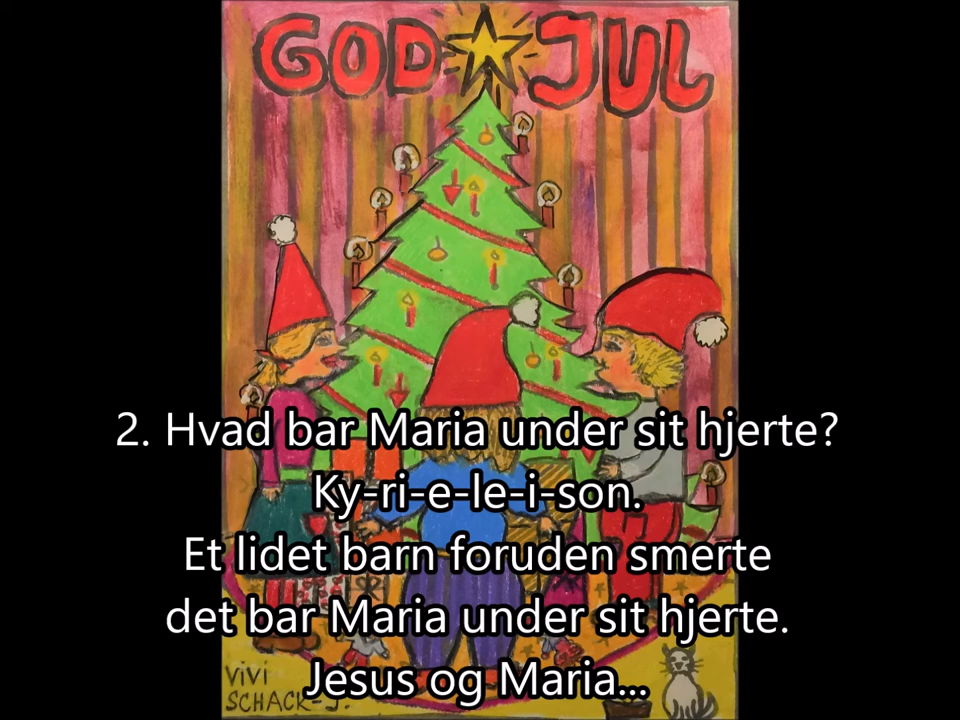 GOD JUL
2. Hvad bar Maria under sit hjerte?
Ky-ri-e-le-i-son.
Et lidet barn foruden smerte
det bar Maria under sit hjerte.
Jesus og Maria...
ViVi
SCHACK-J.